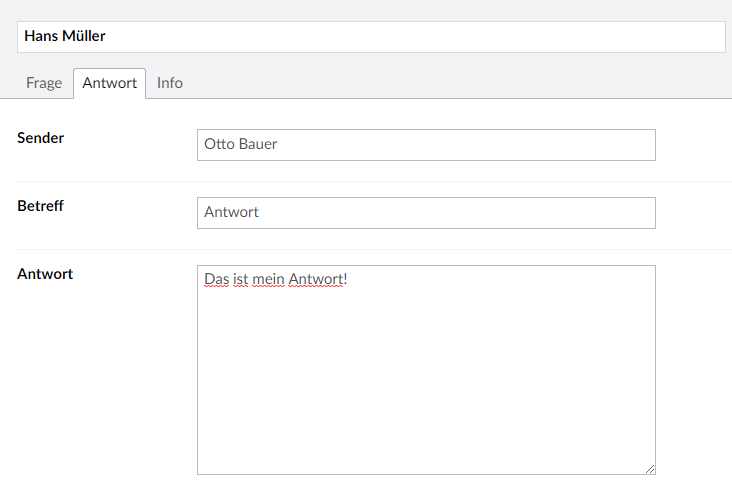 Hans Müller
Frage Antwort Info
Sender Otto Bauer
Betreff Antwort
Antwort Das ist mein Antwort!